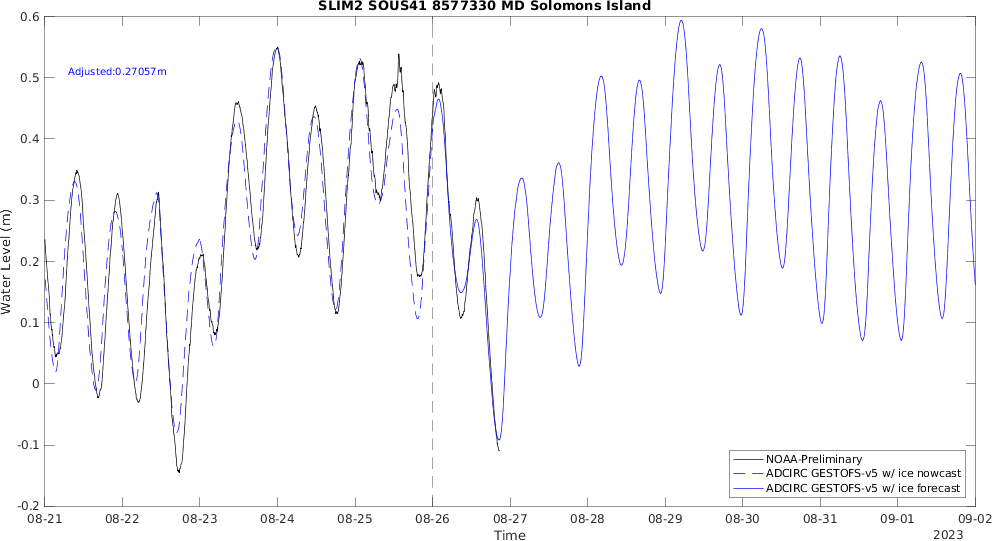 SLIM2 SOUS41 8577330 MD Solomons Island
Adjusted:0.27057m
Water Level (m)
0.6
0.5
0.4
0.3
0.2
0.1
0
-0.1
-0.2
NOAA-Preliminary
ADCIRC GESTOFS-v5 w/ ice nowcast
ADCIRC GESTOFS-v5 w/ ice forecast
08-21 08-22 08-23 08-24 08-25 08-26 08-27 08-28 08-29 08-30 08-31 09-01 09-02
Time
2023